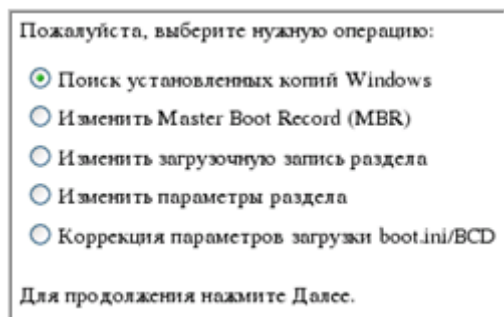 Пожалуйста, выберите нужную операцию:
Поиск установленных копий Windows
Изменить Master Boot Record (MBR)
Изменить загрузочную запись раздела
Изменить параметры раздела
Коррекция параметров загрузки boot.ini/BCD
Для продолжения нажмите Далее.